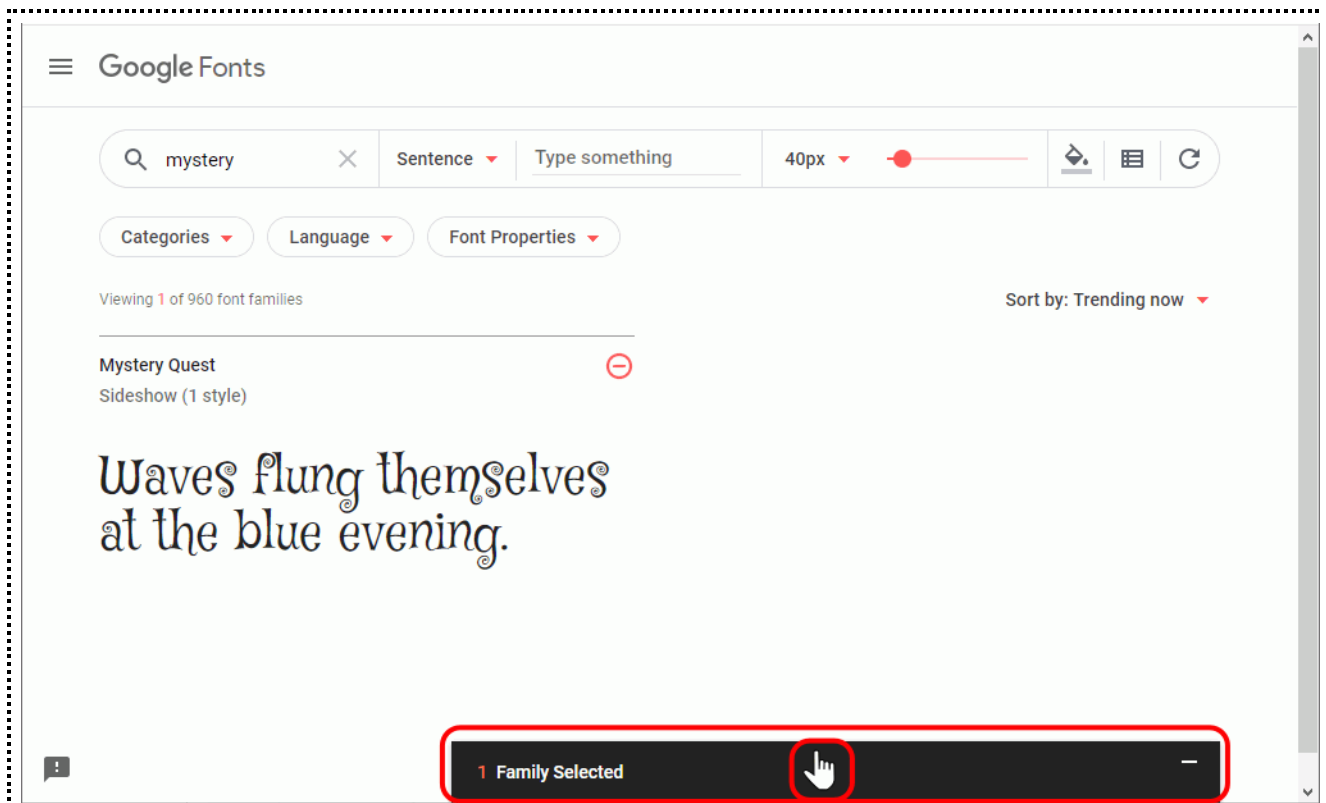 Google Fonts
mystery
Sentence
Type something
40px
Categories
Language
Font Properties
Viewing 1 of 960 font families
Sort by: Trending now
Mystery Quest
Sideshow (1 style)
Waves flung themselves
at the blue evening.
1 Family Selected